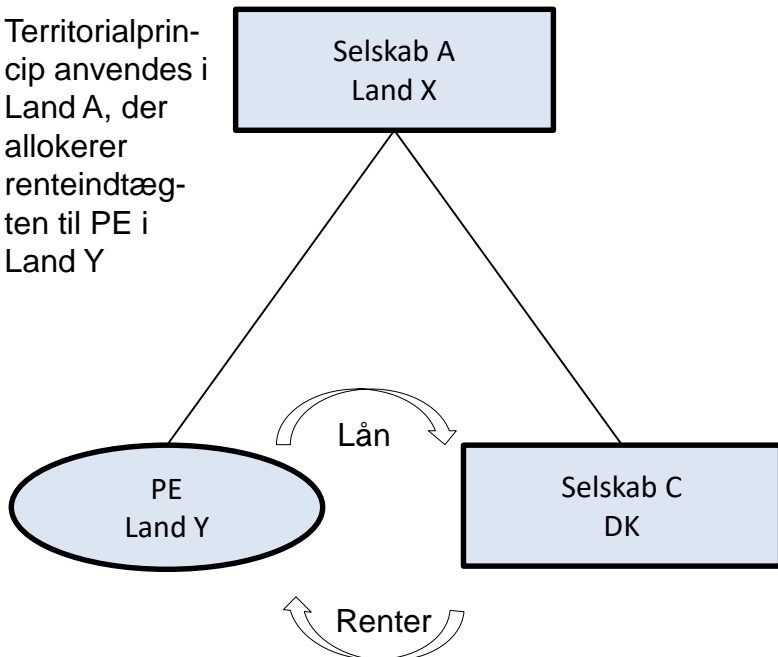 Territorialprin-
cip anvendes i
Land A, der
allokerer
renteindtæg-
ten til PE i
Land Y
Selskab A
Land X
Lån
PE
Land Y
Selskab C
DK
Renter